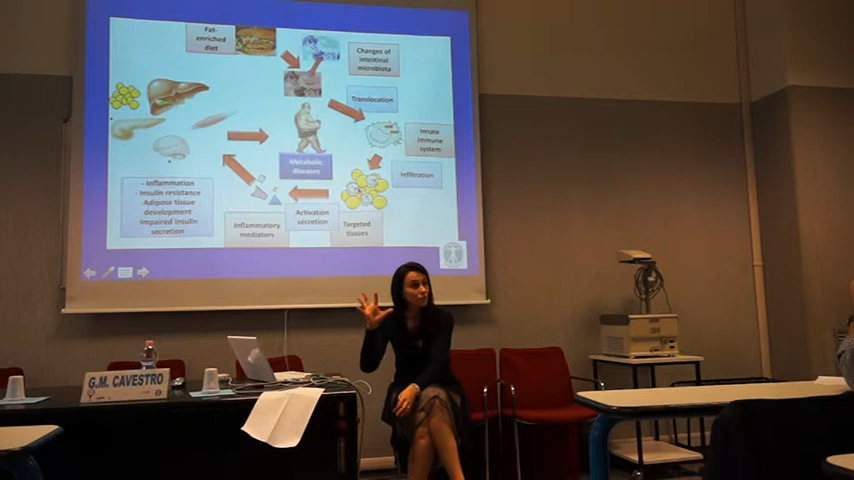 Fat-
enriched
diet
Changes of
intestinal
microbiota
Translocation
Innate
immune
system
Metabolic
diseases
Infiltration
- Inflammation
- Insulin resistance
-Adipose tissue
development
-Impaired insulin
secretion
Inflammatory
mediators
Activation
secretion
Targeted
tissues
G.M. CAVESTRO